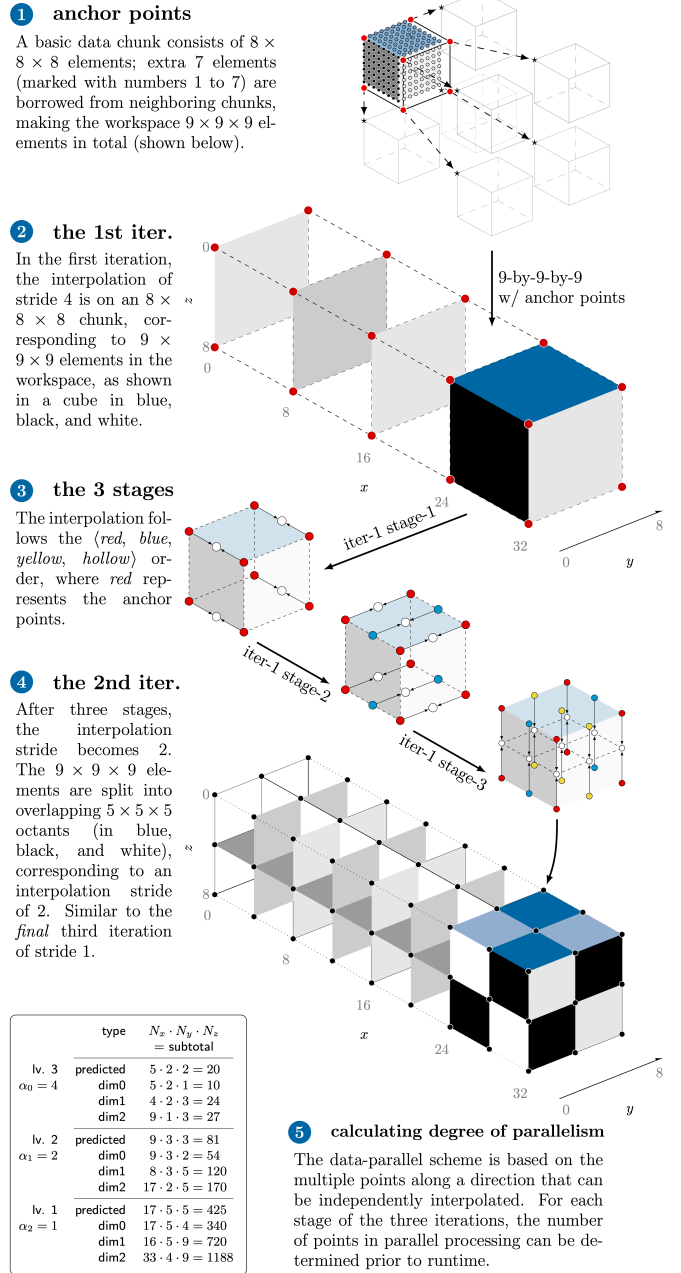 1 anchor points
A basic data chunk consists of 8 ×
8 × 8 elements; extra 7 elements
(marked with numbers 1 to 7) are
borrowed from neighboring chunks,
making the workspace 9 × 9 × 9 el-
ements in total (shown below).
9-by-9-by-9
w/ anchor points
2 the 1st iter.
In the first iteration,
the interpolation of
stride 4 is on an 8 ×
8 × 8 chunk, cor-
responding to 9 ×
9 × 9 elements in the
workspace, as shown
in a cube in blue,
black, and white.
0
z
8
0
8
16
x
24
32
0
y
8
3 the 3 stages
The interpolation fol-
lows the ⟨red, blue,
yellow, hollow⟩ or-
der, where red rep-
resents the anchor
points.
iter-1 stage-1
iter-1 stage-2
iter-1 stage-3
4 the 2nd iter.
After three stages,
the interpolation
stride becomes 2.
The 9 × 9 × 9 ele-
ments are split into
overlapping 5 × 5 × 5
octants (in blue,
black, and white),
corresponding to an
interpolation stride
of 2. Similar to the
final third iteration
of stride 1.
0
z
8
0
8
16
x
24
32
0
y
8
type Nx · Ny · Nz
= subtotal
lv. 3 predicted 5 · 2 · 2 = 20
α0 = 4 dim0 5 · 2 · 1 = 10
dim1 4 · 2 · 3 = 24
dim2 9 · 1 · 3 = 27
lv. 2 predicted 9 · 3 · 3 = 81
α1 = 2 dim0 9 · 3 · 2 = 54
dim1 8 · 3 · 5 = 120
dim2 17 · 2 · 5 = 170
lv. 1 predicted 17 · 5 · 5 = 425
α2 = 1 dim0 17 · 5 · 4 = 340
dim1 16 · 5 · 9 = 720
dim2 33 · 4 · 9 = 1188
5 calculating degree of parallelism
The data-parallel scheme is based on the
multiple points along a direction that can
be independently interpolated. For each
stage of the three iterations, the number
of points in parallel processing can be de-
termined prior to runtime.